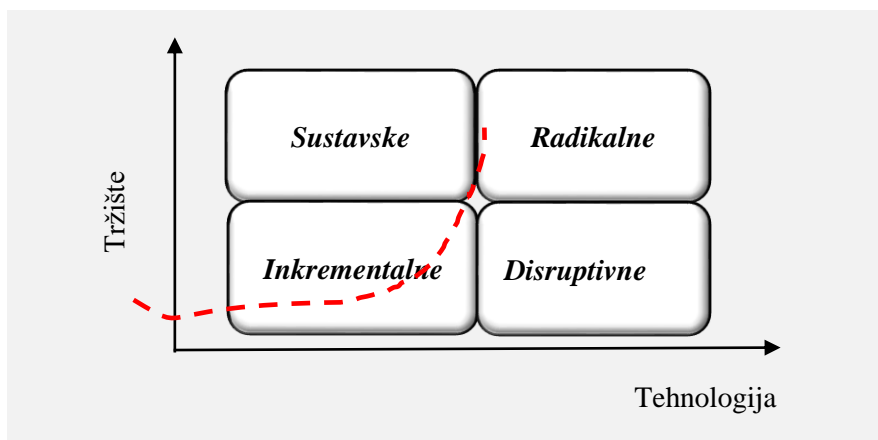 Sustavske
Radikalne
Tržište
Inkrementalne
Disruptivne
Tehnologija